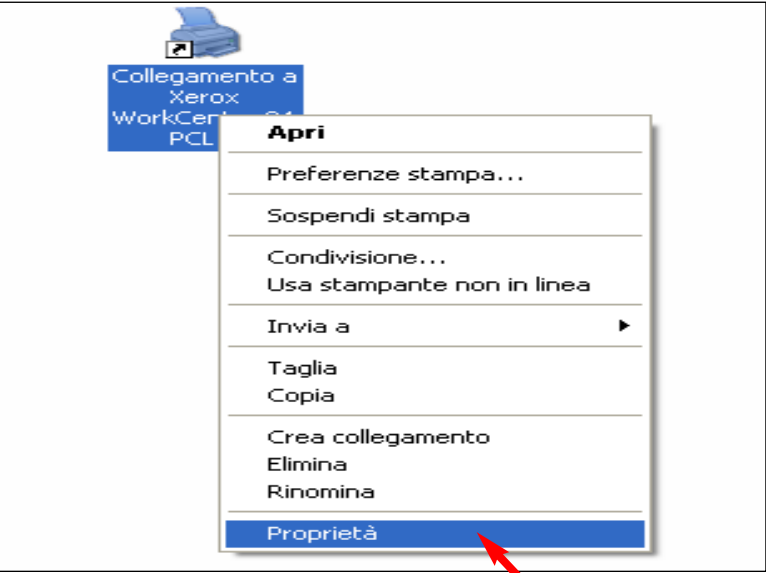 Collegamento a
Xerox
PCL
Apri
Preferenze stampa...
Sospendi stampa
Condivisione...
Usa stampante non in linea
Invia a
Taglia
Copia
Crea collegamento
Elimina
Rinomina
Proprietà